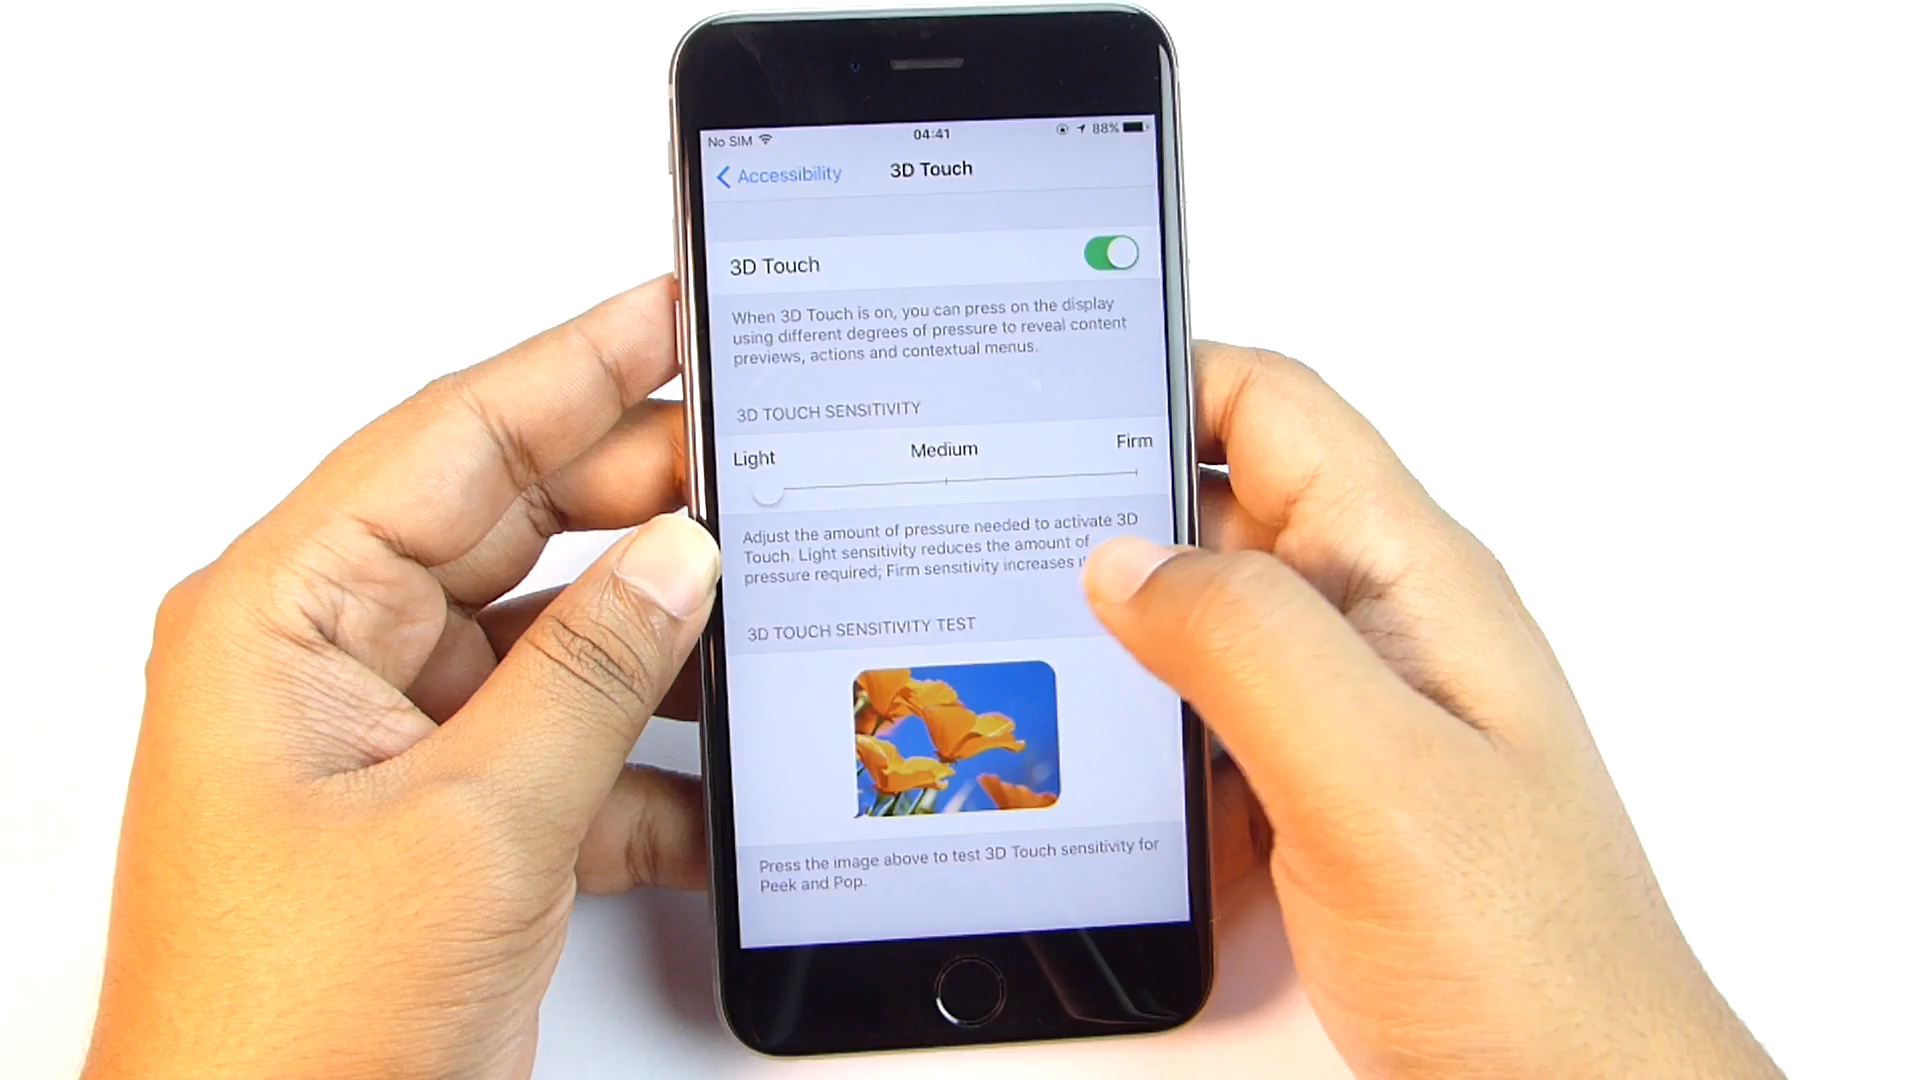 No SIM 04:41 88%
Accessibility 3D Touch
3D Touch
When 3D Touch is on, you can press on the display
using different degrees of pressure to reveal content
previews, actions and contextual menus.
3D TOUCH SENSITIVITY
Light Medium Firm
Adjust the amount of pressure needed to activate 3D
Touch. Light sensitivity reduces the amount of
pressure required; Firm sensitivity increases
3D TOUCH SENSITIVITY TEST
Press the image above to test 3D Touch sensitivity for
Peek and Pop.